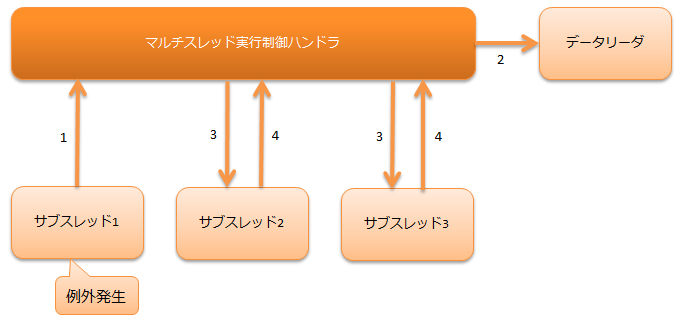 マルチスレッド実行制御ハンドラ
データリーダ
2
1
3
4
3
4
サブスレッド1
サブスレッド2
サブスレッド3
例外発生